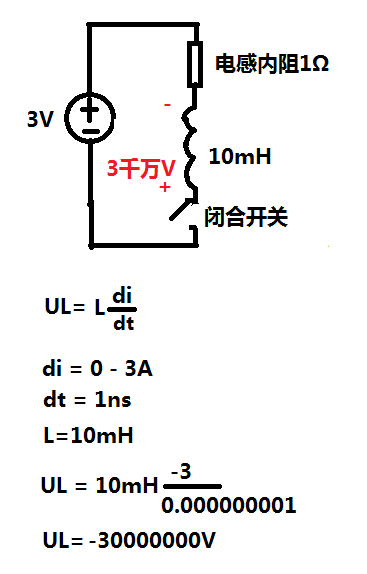 电感内阻1Ω
-
3V
+
-
10mH
3千万V
+
闭合开关
UL= L di
dt
di = 0 - 3A
dt = 1ns
L=10mH
UL = 10mH -3
0.000000001
UL= -30000000V